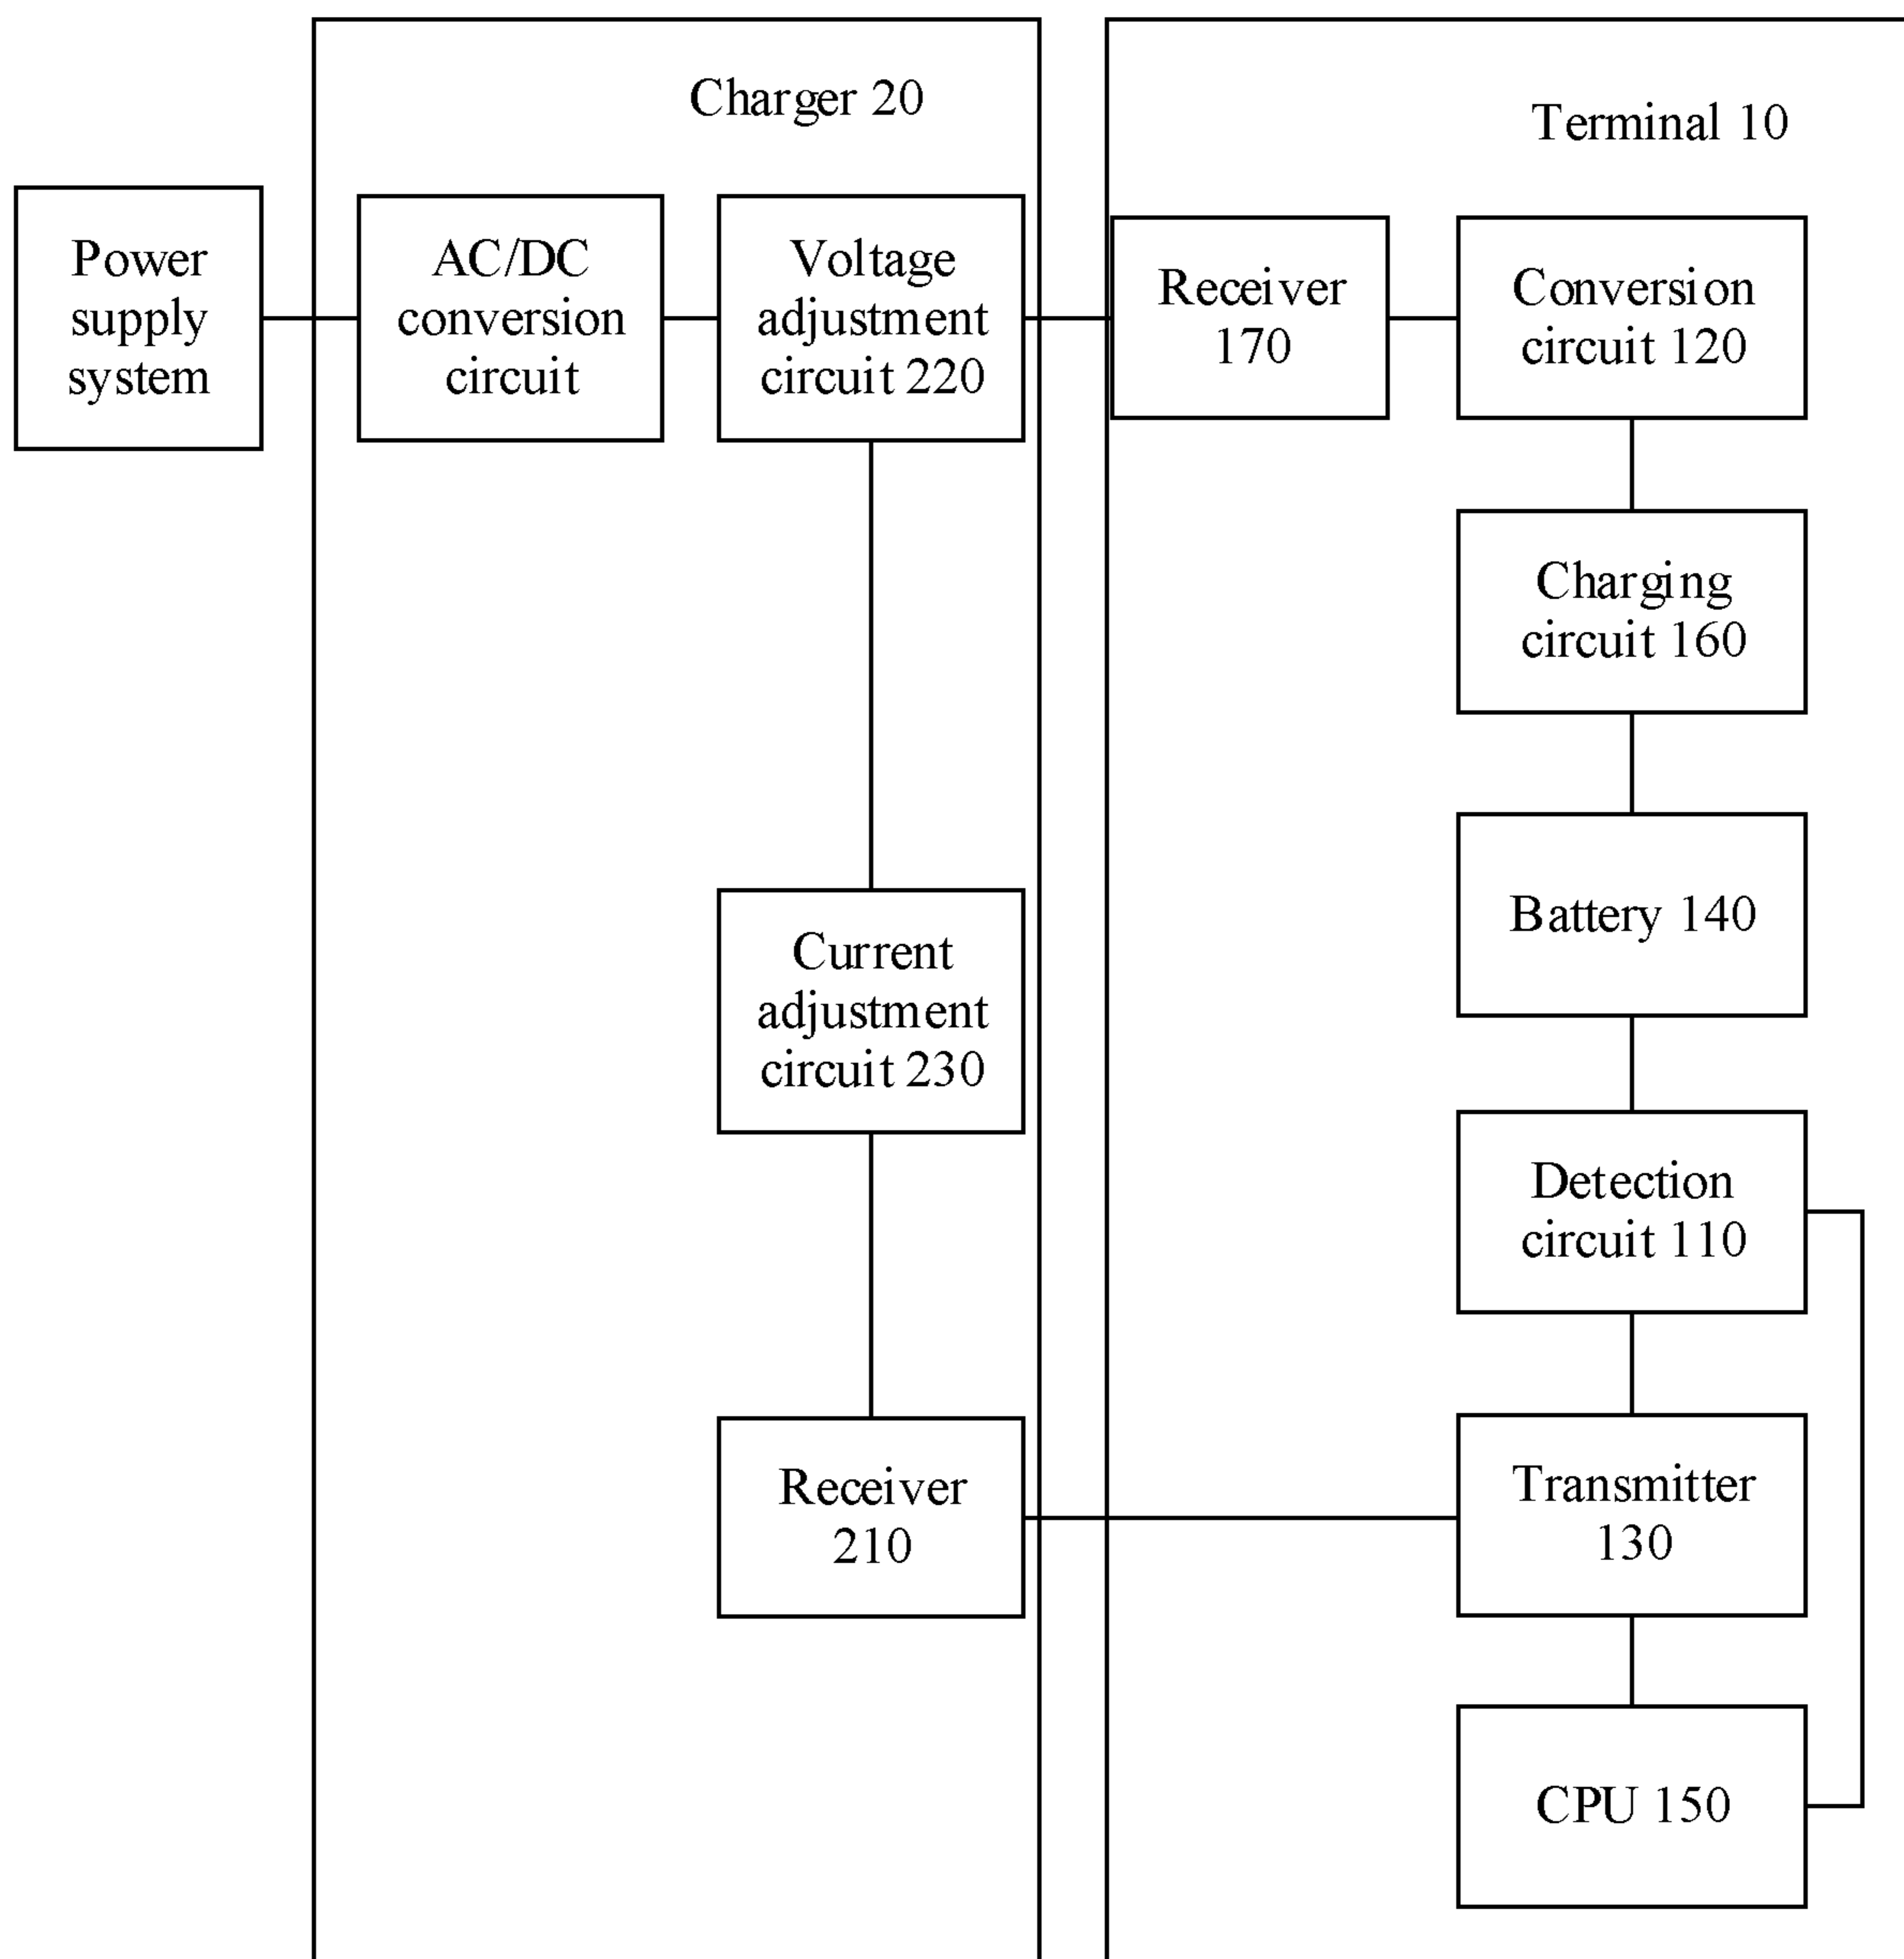 Charger 20
Terminal 10
Power
supply
system
AC/DC
conversion
circuit
Voltage
adjustment
circuit 220
Receiver
170
Conversion
circuit 120
Charging
circuit 160
Battery 140
Current
adjustment
circuit 230
Detection
circuit 110
Receiver
210
Transmitter
130
CPU 150